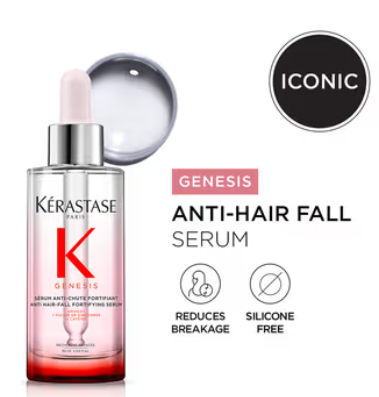 ICONIC
KÉRASTASE
PARIS
K
GENESIS
SÉRUM ANTI-CHUTE FORTIFIANT
ANTI HAIR-FALL FORTIFYING SERUM
GENESIS
ANTI-HAIR FALL
SERUM
REDUCES
BREAKAGE
SILICONE
FREE